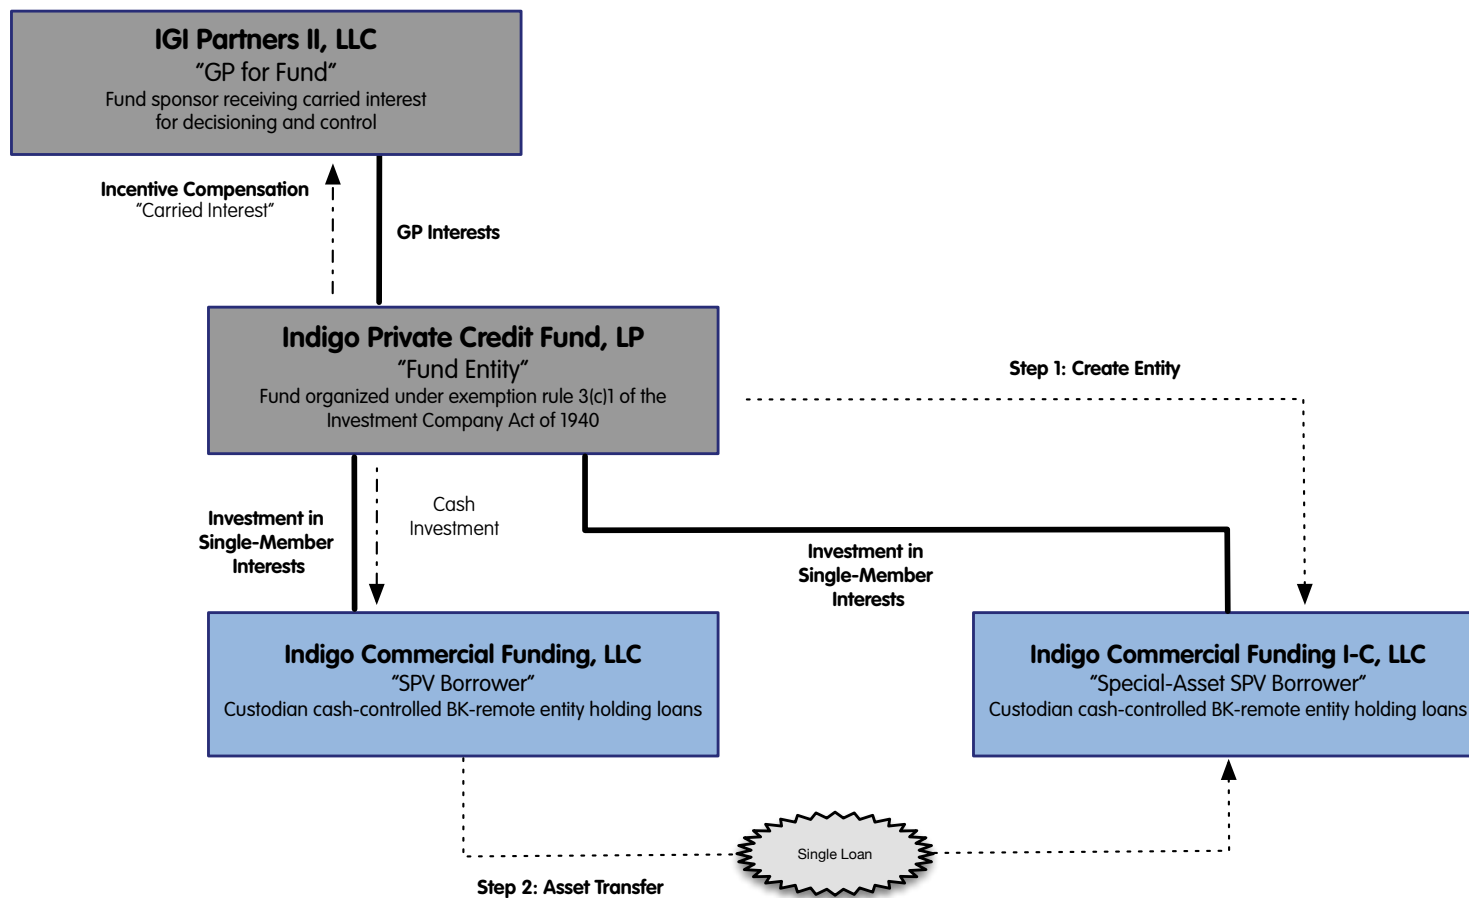 IGI Partners II, LLC
"GP for Fund"
Fund sponsor receiving carried interest
for decisioning and control
Incentive Compensation
"Carried Interest"
GP Interests
Indigo Private Credit Fund, LP
"Fund Entity"
Fund organized under exemption rule 3(c)1 of the
Investment Company Act of 1940
Step 1: Create Entity
Investment in
Single-Member
Interests
Cash
Investment
Investment in
Single-Member
Interests
Indigo Commercial Funding, LLC
"SPV Borrower"
Custodian cash-controlled BK-remote entity holding loans
Indigo Commercial Funding I-C, LLC
"Special-Asset SPV Borrower"
Custodian cash-controlled BK-remote entity holding loans
Single Loan
Step 2: Asset Transfer